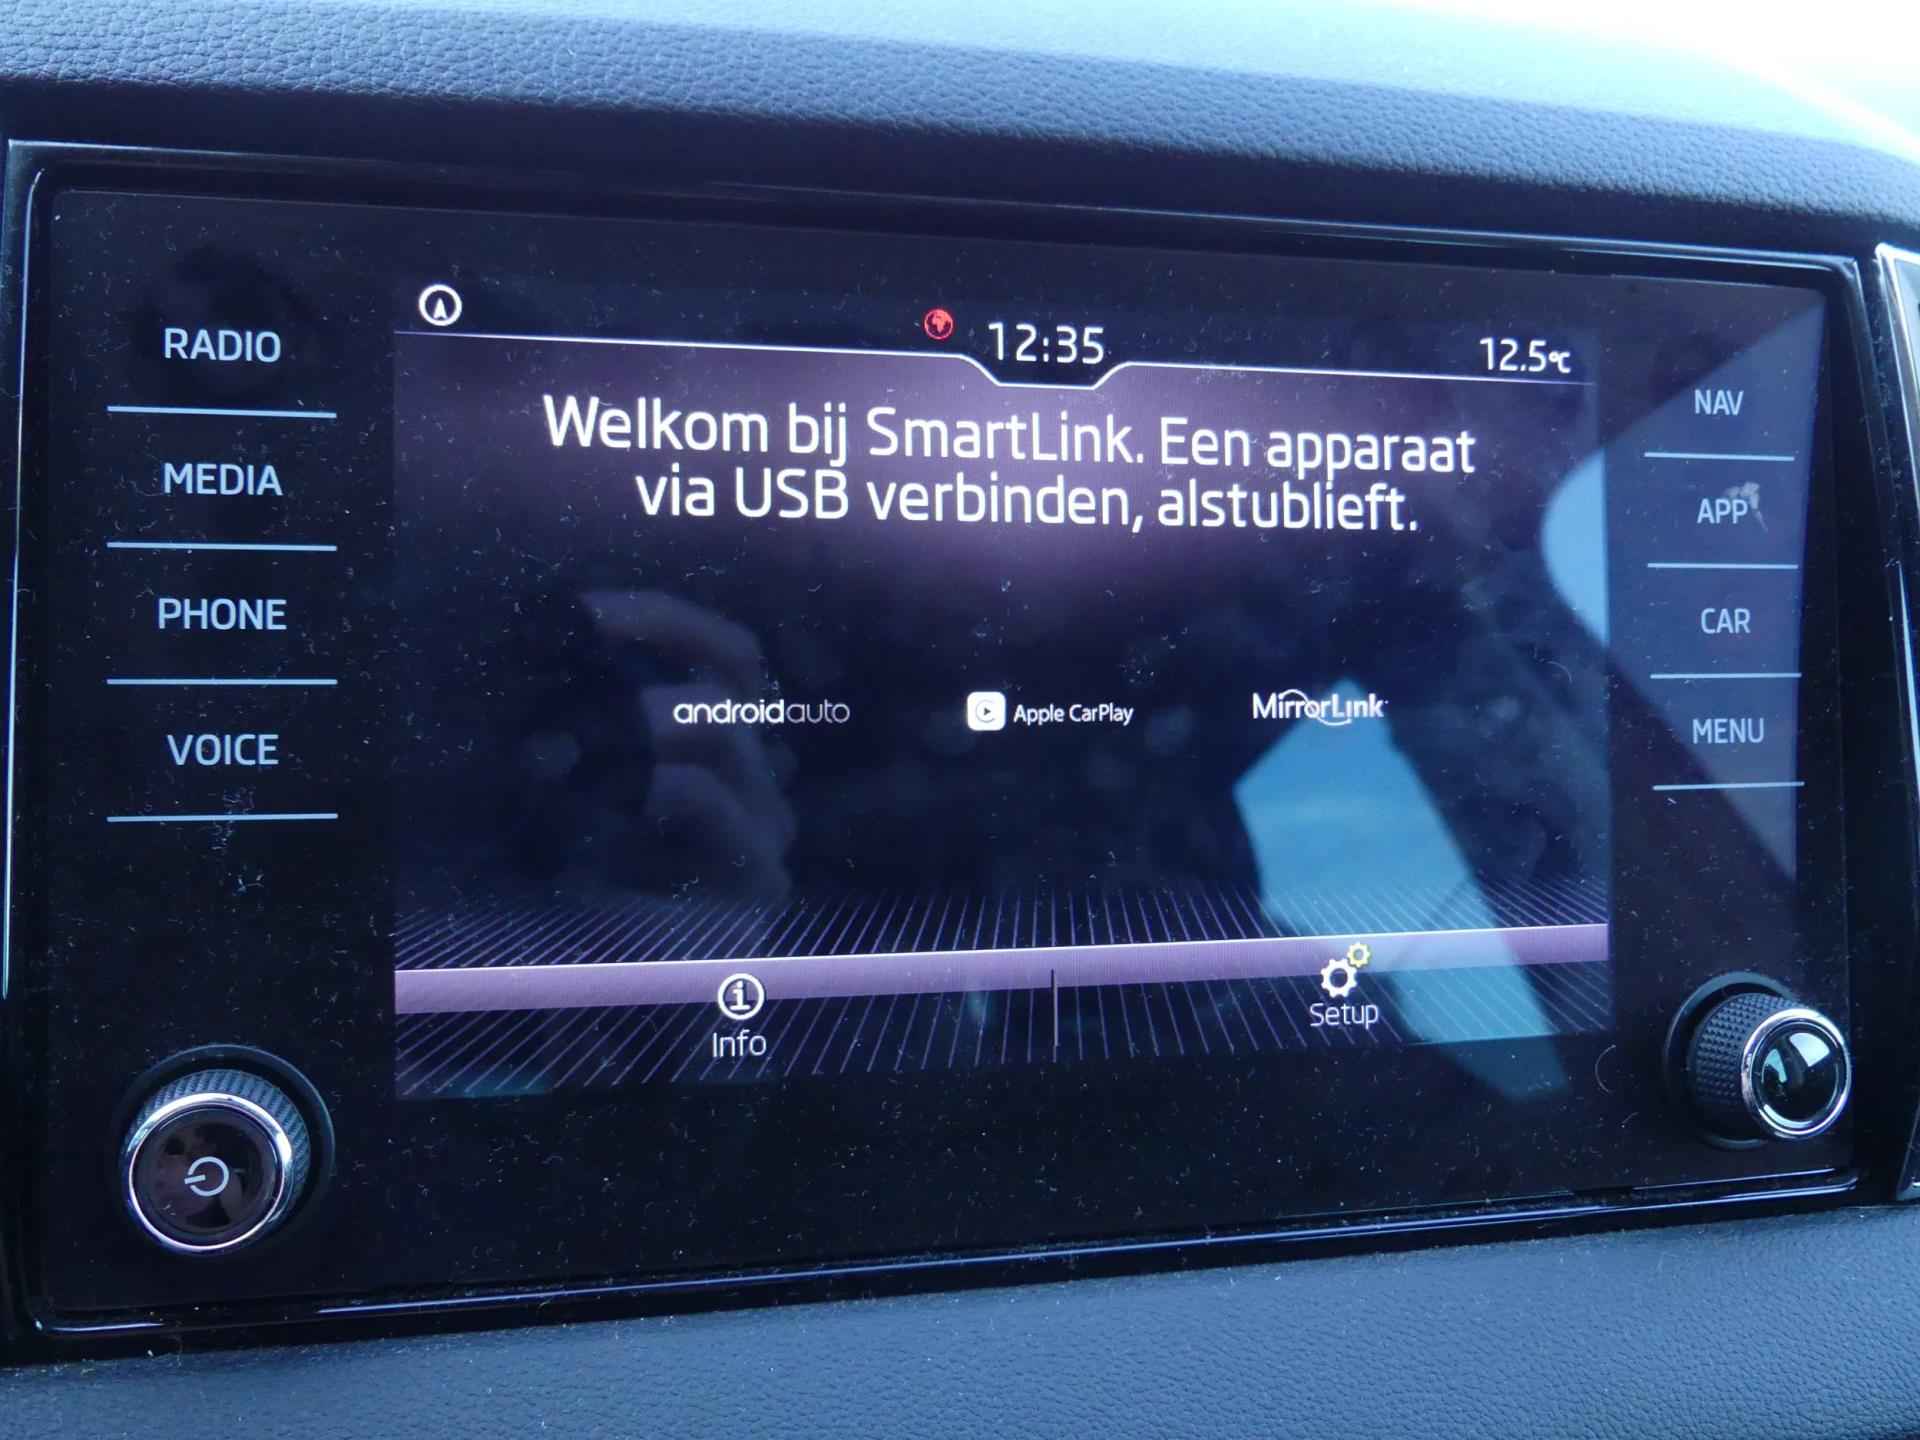 RADIO
MEDIA
PHONE
VOICE
12:35
12.5°C
Welkom bij SmartLink. Een apparaat
via USB verbinden, alstublieft.
androidauto
Apple CarPlay
MirrorLink
Info
Setup
NAV
APP
CAR
MENU